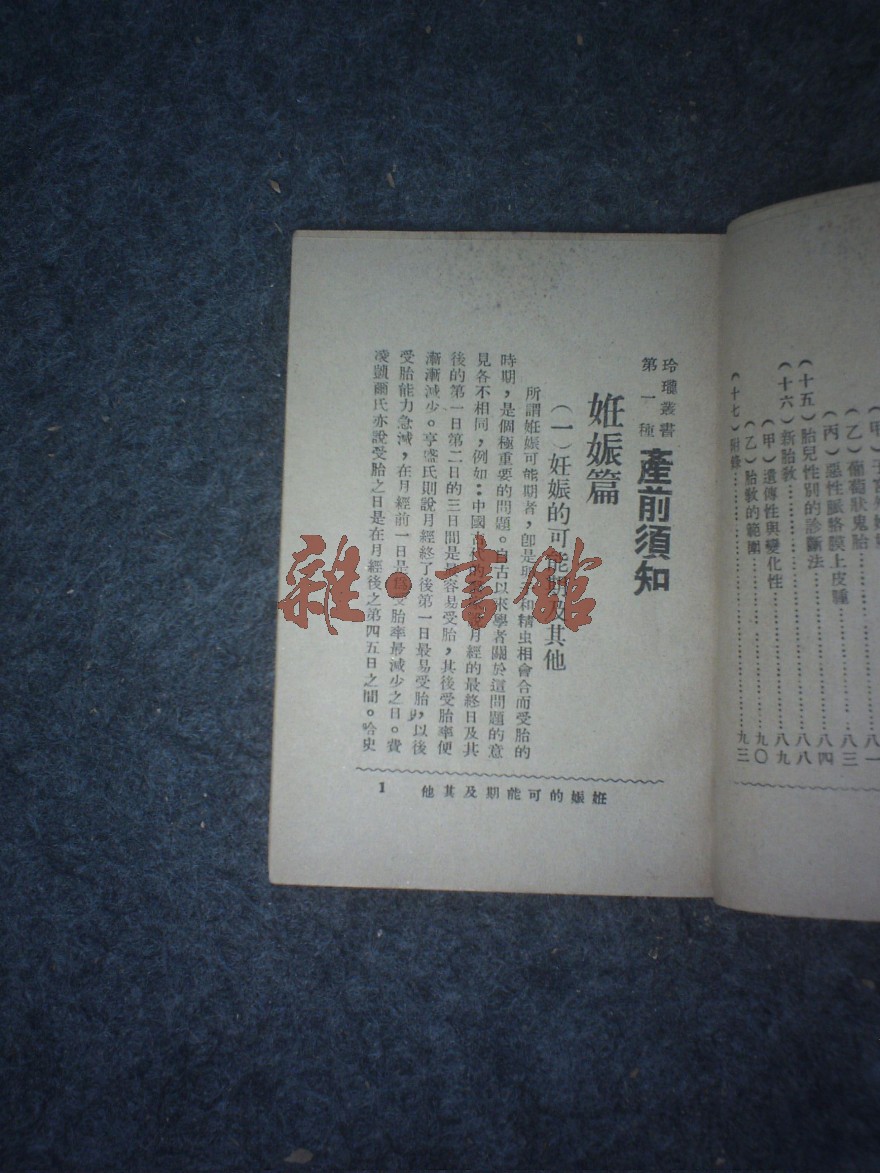 (乙)葡萄狀鬼胎……八三
(丙)惡性脈絡膜上皮腫……八四
(十五)胎兒性別的診斷法……八八
(十六)新胎教……八九
(甲)遺傳性與變化性……
(乙)胎敎的範圍……九〇
(十七)附錄……九三
玲瓏叢書
第一種
產前須知
姙娠篇
(一)妊娠的可能期及其他
所謂姙娠可能期者,卽是和精虫相會合而受胎的
時期,是個極重要的問題。自古以來學者關於這問題的意
見各不相同,例如:中國月經的最終日及其
後的第一日第二日的三日間是最容易受胎,其後受胎率便
漸漸減少。亨盛氏則說月經終了後第一日最易受胎,以後
受胎能力急減,在月經前一日是爲受胎率最減少之日。費
凌凱爾氏亦說受胎之日是在月經後之第四五日之間。哈史
姙娠的可能期及其他
1
雜·書館